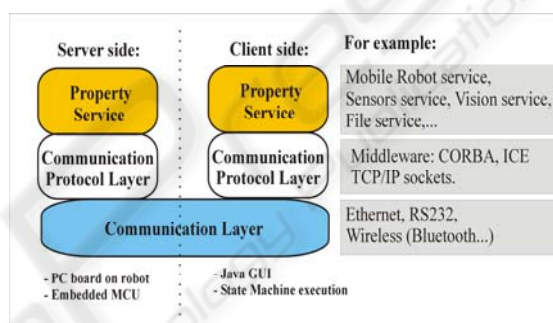 Server side:
Client side:
For example:
Property
Service
Property
Service
Mobile Robot service,
Sensors service, Vision service,
File service,...
Communication
Protocol Layer
Communication
Protocol Layer
Middleware: CORBA, ICE
TCP/IP sockets.
Communication Layer
Ethernet, RS232,
Wireless (Bluetooth...)
- PC board on robot
- Embedded MCU
- Java GUI
- State Machine execution